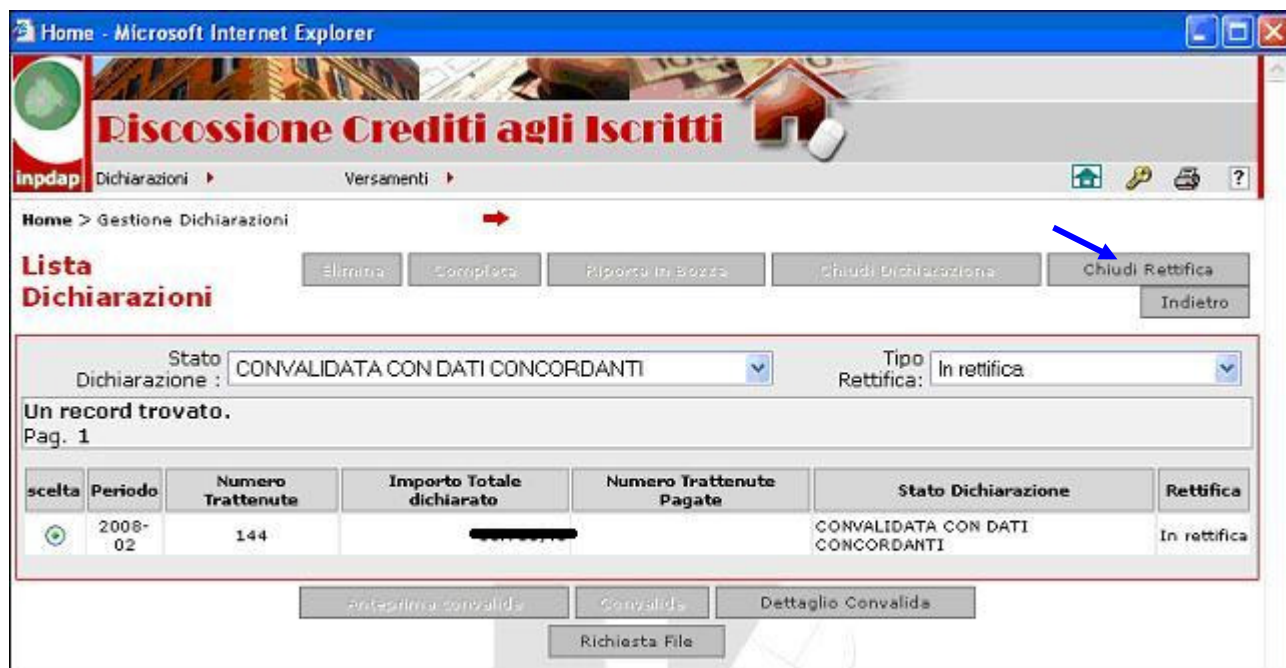 Home - Microsoft Internet Explorer
Riscossione Crediti agli Iscritti
inpdap Dichiarazioni Versamenti ?
Home > Gestione Dichiarazioni
Lista Dichiarazioni
Elimina Completa Riporta in Bozza Chiudi Dichiarazione Chiudi Rettifica
Indietro
Stato Dichiarazione : CONVALIDATA CON DATI CONCORDANTI Tipo Rettifica: In rettifica
Un record trovato.
Pag. 1
scelta Periodo Numero Trattenute Importo Totale dichiarato Numero Trattenute Pagate Stato Dichiarazione Rettifica
2008-02 144 CONVALIDATA CON DATI CONCORDANTI In rettifica
Anteprima convalida Convalida Dettaglio Convalida
Richiesta File